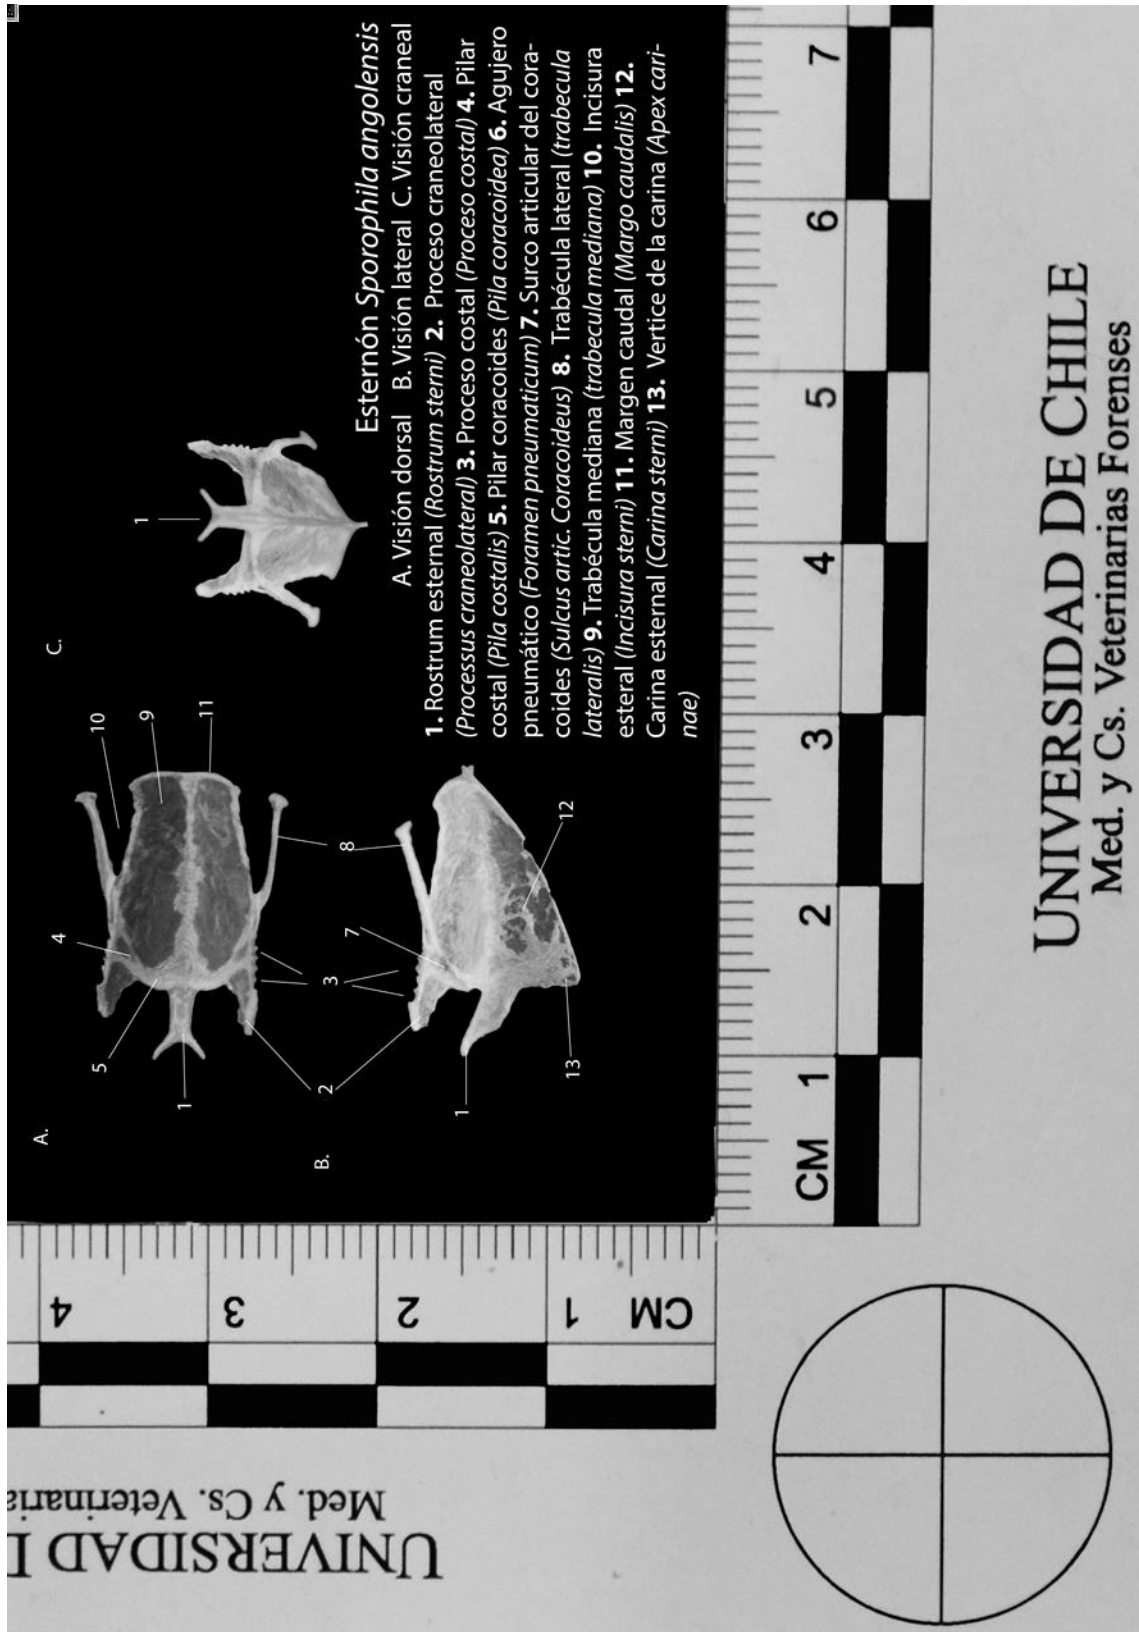 Esternón Sporophila angolensis
A. Visión dorsal B. Visión lateral C. Visión craneal
1. Rostrum esternal (Rostrum sterni) 2. Proceso craneolateral
(Processus craneolateral) 3. Proceso costal (Proceso costal) 4. Pilar
costal (Pila costalis) 5. Pilar coracoides (Pila coracoidea) 6. Agujero
pneumático (Foramen pneumaticum) 7. Surco articular del cora-
coides (Sulcus artic. Coracoideus) 8. Trabécula lateral (trabecula
lateralis) 9. Trabécula mediana (trabecula mediana) 10. Incisura
esteral (Incisura sterni) 11. Margen caudal (Margo caudalis) 12.
Carina esternal (Carina sterni) 13. Vertice de la carina (Apex cari-
nae)
A.
5
1
4
10
9
11
2
3
8
B.
1
7
13
12
C.
1
CM 1 2 3 4 5 6 7
UNIVERSIDAD DE CHILE
Med. y Cs. Veterinarias Forenses
CM 1 2 3 4
Med. y Cs. Veterinaria
UNIVERSIDAD D